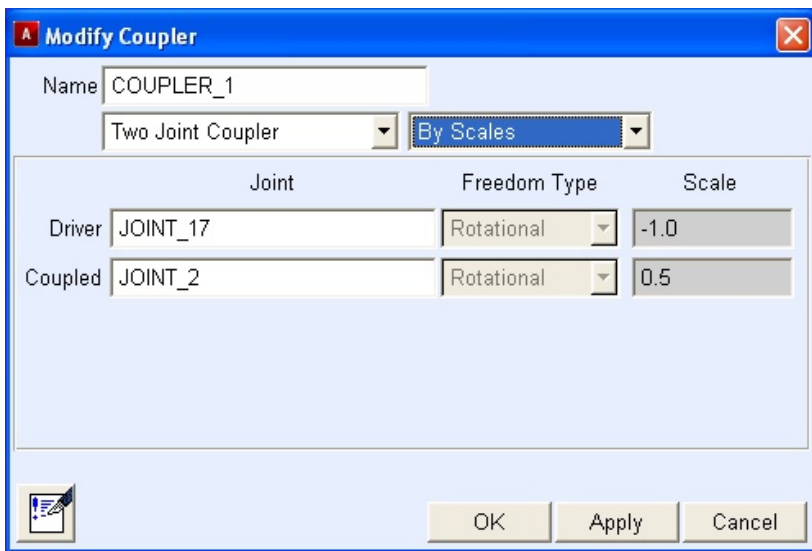 A Modify Coupler
Name COUPLER_1
Two Joint Coupler By Scales
Joint Freedom Type Scale
Driver JOINT_17 Rotational -1.0
Coupled JOINT_2 Rotational 0.5
OK Apply Cancel